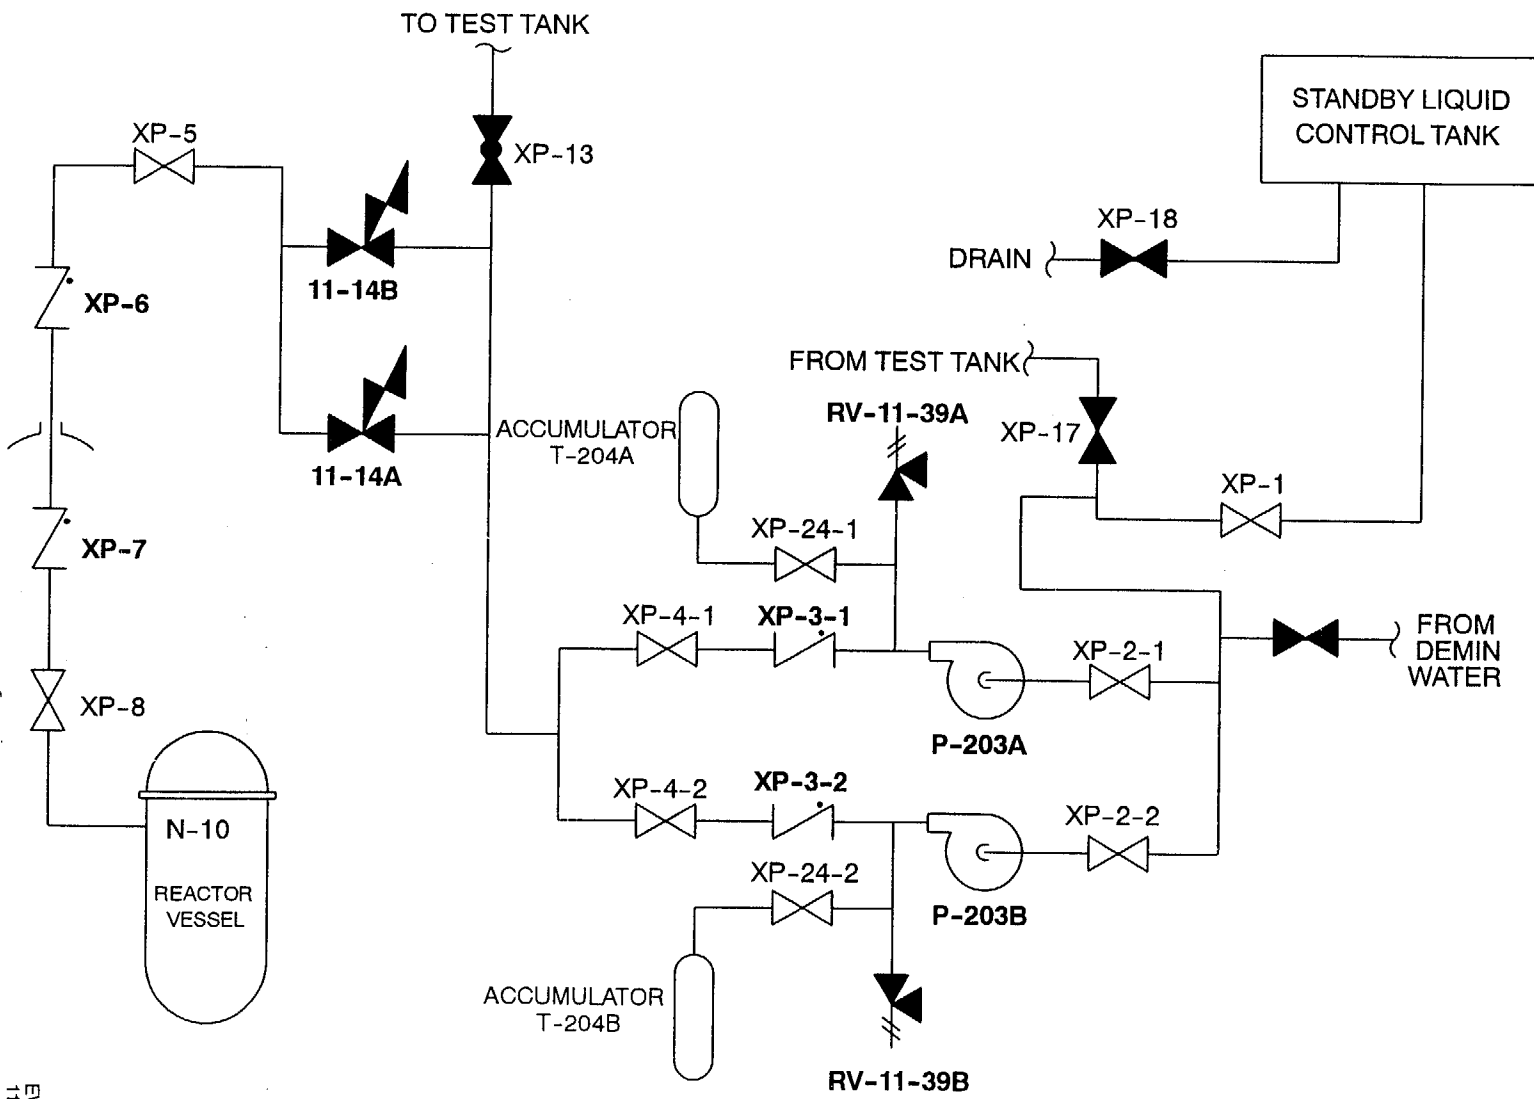 TO TEST TANK
XP-5
XP-13
STANDBY LIQUID
CONTROL TANK
XP-18
DRAIN
XP-6
11-14B
FROM TEST TANK
RV-11-39A
ACCUMULATOR
T-204A
XP-17
11-14A
XP-1
XP-24-1
XP-7
XP-4-1
XP-3-1
FROM
DEMIN
WATER
XP-2-1
XP-8
P-203A
XP-4-2
XP-3-2
XP-2-2
N-10
REACTOR
VESSEL
XP-24-2
P-203B
ACCUMULATOR
T-204B
RV-11-39B